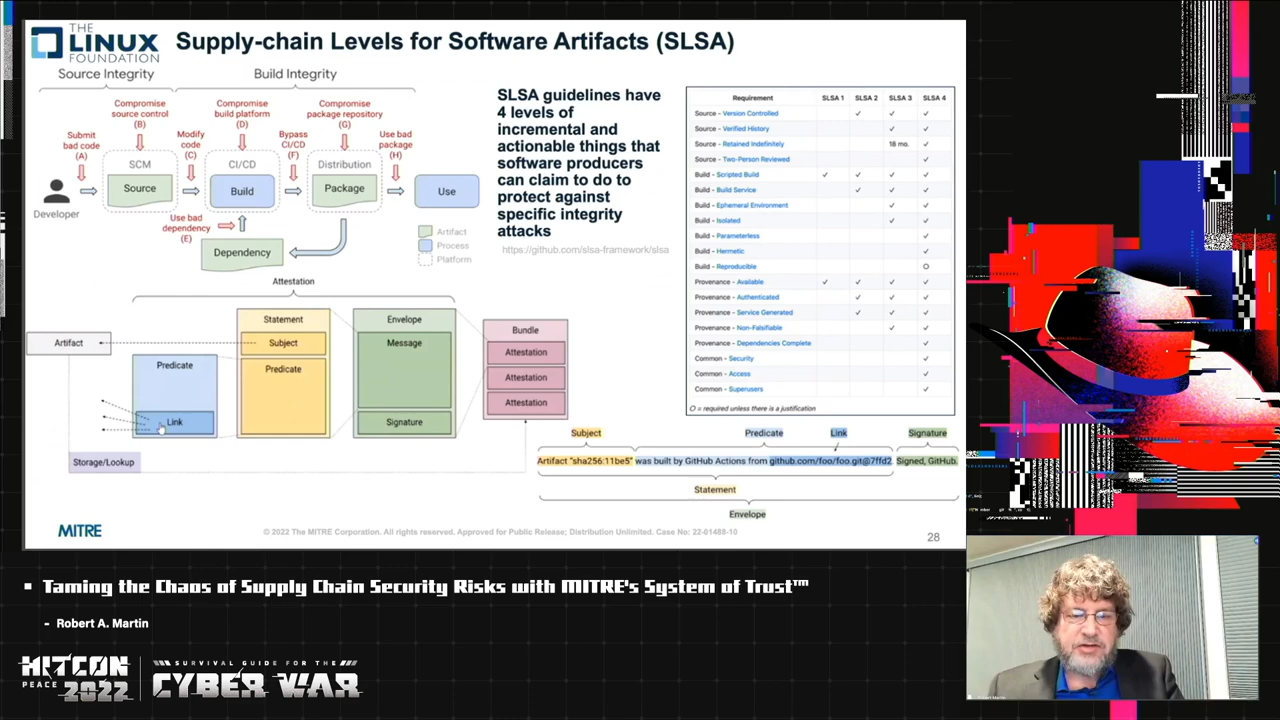 THE
LINUX
FOUNDATION
Supply-chain Levels for Software Artifacts (SLSA)
Source Integrity
Build Integrity
Submit
bad code
(A)
Compromise
source control
(B)
Modify
code
(C)
Compromise
build platform
(D)
Bypass
CI/CD
(F)
Compromise
package repository
(G)
Use bad
package
(H)
SCM
CI/CD
Distribution
Source
Build
Package
Use
Developer
Use bad
dependency
(E)
Dependency
Artifact
Process
Platform
SLSA guidelines have
4 levels of
incremental and
actionable things that
software producers
can claim to do to
protect against
specific integrity
attacks
https://github.com/slsa-framework/slsa
Requirement SLSA 1 SLSA 2 SLSA 3 SLSA 4
Source - Version Controlled ✓ ✓ ✓
Source - Verified History ✓ ✓
Source - Retained Indefinitely 18 mo. ✓
Source - Two-Person Reviewed ✓
Build - Scripted Build ✓ ✓ ✓ ✓
Build - Build Service ✓ ✓ ✓
Build - Ephemeral Environment ✓ ✓
Build - Isolated ✓ ✓
Build - Parameterless ✓
Build - Hermetic ✓
Build - Reproducible ○
Provenance - Available ✓ ✓ ✓ ✓
Provenance - Authenticated ✓ ✓ ✓
Provenance - Service Generated ✓ ✓ ✓
Provenance - Non-Falsifiable ✓ ✓
Provenance - Dependencies Complete ✓
Common - Security ✓
Common - Access ✓
Common - Superusers ✓
○ = required unless there is a justification
Attestation
Artifact
Predicate
Link
Storage/Lookup
Statement
Subject
Predicate
Envelope
Message
Signature
Bundle
Attestation
Attestation
Attestation
Subject Predicate Link Signature
Artifact "sha256:11be5" was built by GitHub Actions from github.com/foo/foo.git@7ffd2. Signed, GitHub.
Statement
Envelope
MITRE
© 2022 The MITRE Corporation. All rights reserved. Approved for Public Release; Distribution Unlimited. Case No: 22-01488-10
28
▪ Taming the Chaos of Supply Chain Security Risks with MITRE's System of Trust™
- Robert A. Martin
HITCON
PEACE 2022
SURVIVAL GUIDE FOR THE
CYBER WAR
Robert Martin